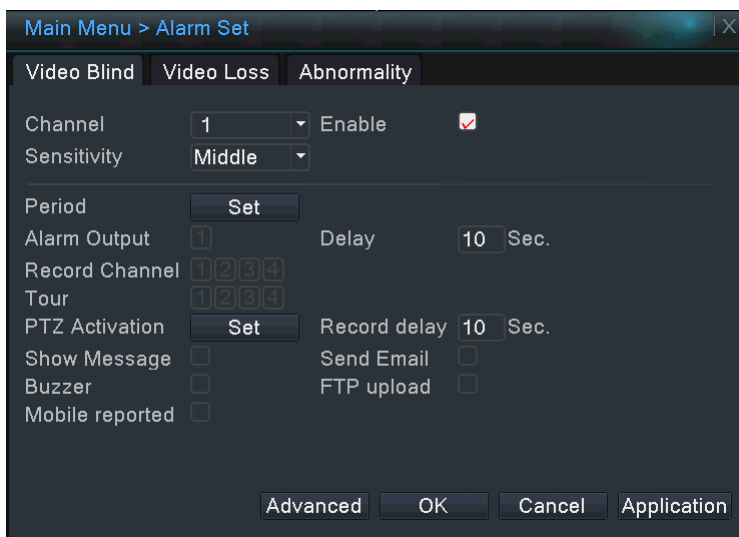 Main Menu > Alarm Set X
Video Blind Video Loss Abnormality
Channel 1 Enable
Sensitivity Middle
Period Set
Alarm Output 1 Delay 10 Sec.
Record Channel 1 2 3 4
Tour 1 2 3 4
PTZ Activation Set Record delay 10 Sec.
Show Message Send Email
Buzzer FTP upload
Mobile reported
Advanced OK Cancel Application